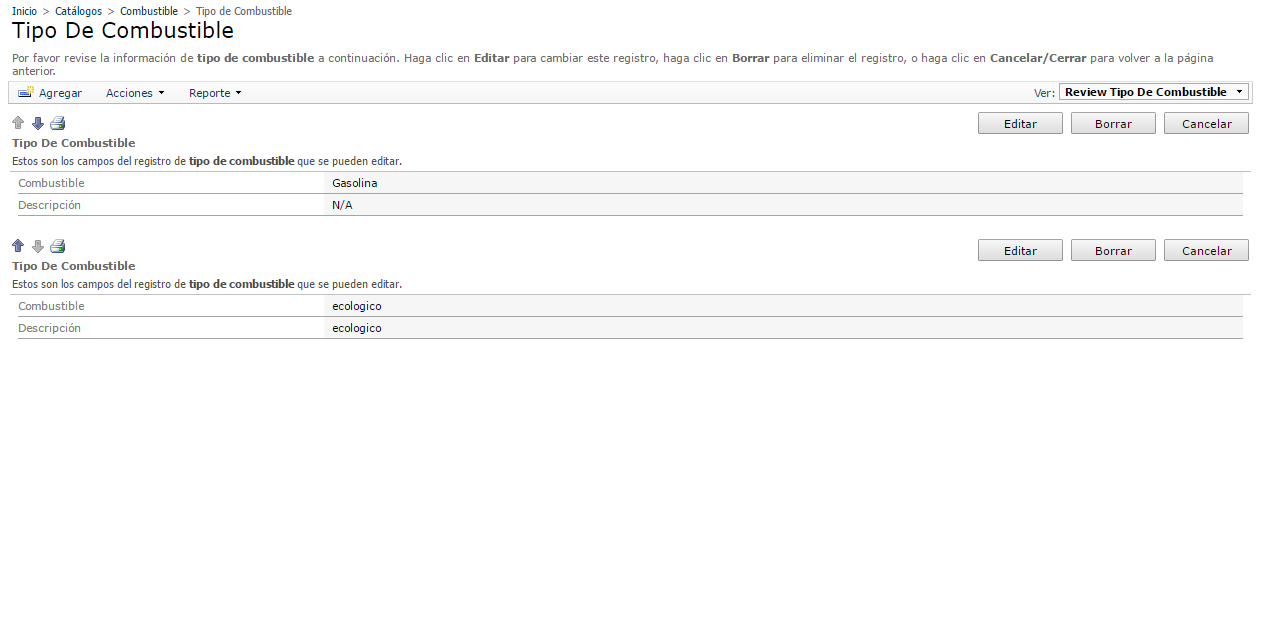 Inicio > Catálogos > Combustible > Tipo de Combustible
Tipo De Combustible
Por favor revise la información de tipo de combustible a continuación. Haga clic en Editar para cambiar este registro, haga clic en Borrar para eliminar el registro, o haga clic en Cancelar/Cerrar para volver a la página
anterior.
Agregar Acciones Reporte Ver: Review Tipo De Combustible
Editar Borrar Cancelar
Tipo De Combustible
Estos son los campos del registro de tipo de combustible que se pueden editar.
Combustible Gasolina
Descripción N/A
Editar Borrar Cancelar
Tipo De Combustible
Estos son los campos del registro de tipo de combustible que se pueden editar.
Combustible ecologico
Descripción ecologico